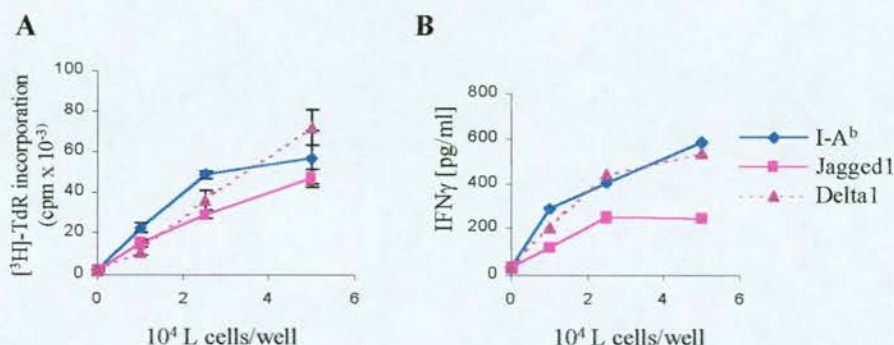 A
B
[³H]-TdR incorporation
(cpm x 10⁻³)
100
80
60
40
20
0
0
2
4
6
10⁴ L cells/well
IFNγ [pg/ml]
800
600
400
200
0
0
2
4
6
10⁴ L cells/well
I-Aᵇ
Jagged1
Delta1